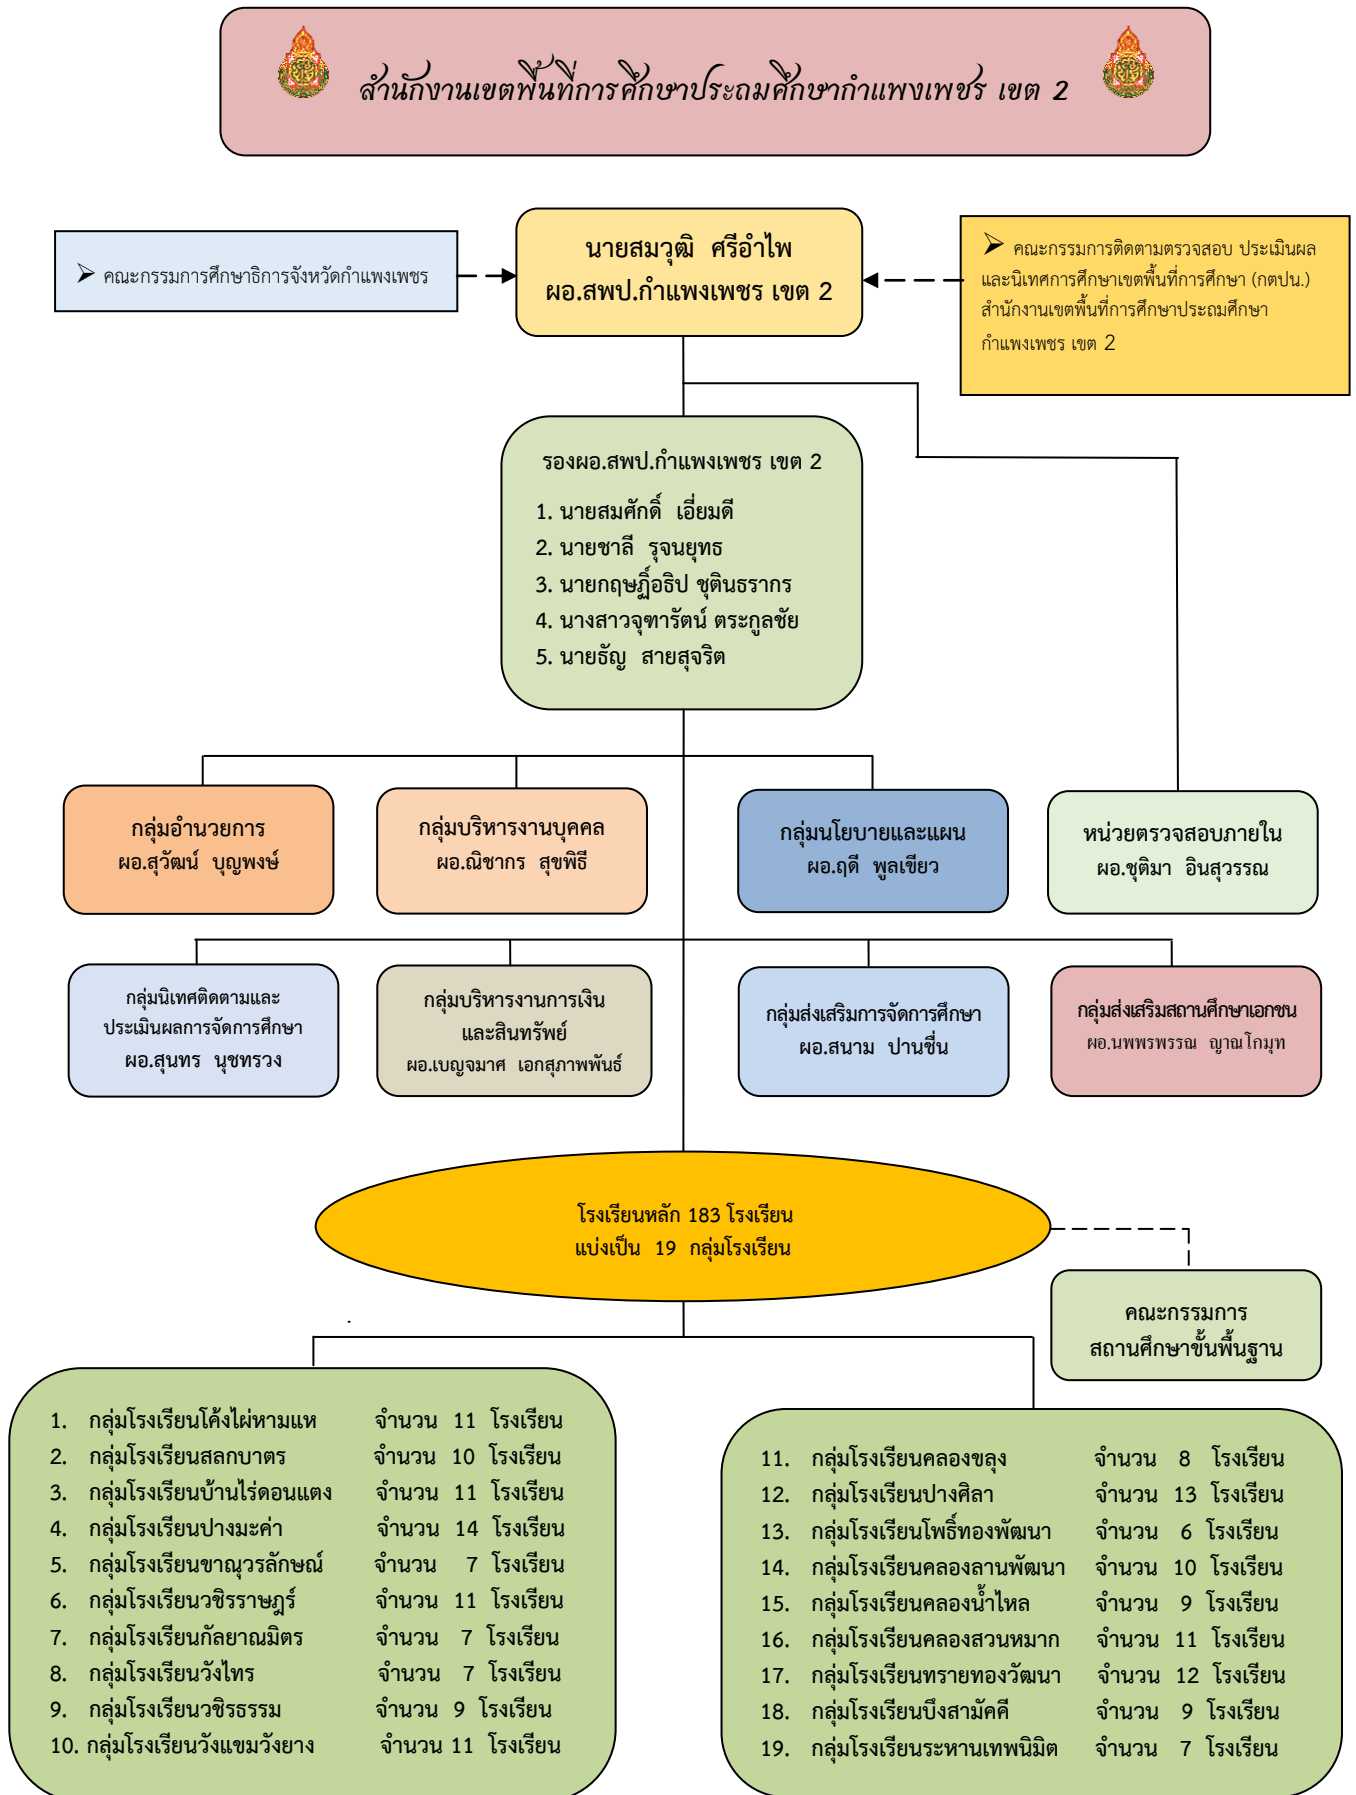 สำนักงานเขตพื้นที่การศึกษาประถมศึกษากำแพงเพชร เขต 2
นายสมวุฒิ ศรีอำไพ
ผอ.สพป.กำแพงเพชร เขต 2
➢ คณะกรรมการศึกษาธิการจังหวัดกำแพงเพชร
➢ คณะกรรมการติดตามตรวจสอบ ประเมินผล
และนิเทศการศึกษาเขตพื้นที่การศึกษา (กตปน.)
สำนักงานเขตพื้นที่การศึกษาประถมศึกษา
กำแพงเพชร เขต 2
รองผอ.สพป.กำแพงเพชร เขต 2
1. นายสมศักดิ์ เอี่ยมดี
2. นายชาลี รุจนยุทธ
3. นายกฤษฏิ์อธิป ชุตินธรากร
4. นางสาวจุฑารัตน์ ตระกูลชัย
5. นายธัญ สายสุจริต
กลุ่มอำนวยการ
ผอ.สุวัฒน์ บุญพงษ์
กลุ่มบริหารงานบุคคล
ผอ.ณิชากร สุขพิธี
กลุ่มนโยบายและแผน
ผอ.ฤดี พูลเขียว
หน่วยตรวจสอบภายใน
ผอ.ชุติมา อินสุวรรณ
กลุ่มนิเทศติดตามและ
ประเมินผลการจัดการศึกษา
ผอ.สุนทร นุชทรวง
กลุ่มบริหารงานการเงิน
และสินทรัพย์
ผอ.เบญจมาศ เอกสุภาพพันธ์
กลุ่มส่งเสริมการจัดการศึกษา
ผอ.สนาม ปานชื่น
กลุ่มส่งเสริมสถานศึกษาเอกชน
ผอ.นพพรพรรณ ญาณโกมุท
โรงเรียนหลัก 183 โรงเรียน
แบ่งเป็น 19 กลุ่มโรงเรียน
คณะกรรมการ
สถานศึกษาขั้นพื้นฐาน
1. กลุ่มโรงเรียนโค้งไผ่หามแห จำนวน 11 โรงเรียน
2. กลุ่มโรงเรียนสลกบาตร จำนวน 10 โรงเรียน
3. กลุ่มโรงเรียนบ้านไร่ดอนแตง จำนวน 11 โรงเรียน
4. กลุ่มโรงเรียนปางมะค่า จำนวน 14 โรงเรียน
5. กลุ่มโรงเรียนขาณุวรลักษณ์ จำนวน 7 โรงเรียน
6. กลุ่มโรงเรียนวชิรราษฎร์ จำนวน 11 โรงเรียน
7. กลุ่มโรงเรียนกัลยาณมิตร จำนวน 7 โรงเรียน
8. กลุ่มโรงเรียนวังไทร จำนวน 7 โรงเรียน
9. กลุ่มโรงเรียนวชิรธรรม จำนวน 9 โรงเรียน
10. กลุ่มโรงเรียนวังแขมวังยาง จำนวน 11 โรงเรียน
11. กลุ่มโรงเรียนคลองขลุง จำนวน 8 โรงเรียน
12. กลุ่มโรงเรียนปางศิลา จำนวน 13 โรงเรียน
13. กลุ่มโรงเรียนโพธิ์ทองพัฒนา จำนวน 6 โรงเรียน
14. กลุ่มโรงเรียนคลองลานพัฒนา จำนวน 10 โรงเรียน
15. กลุ่มโรงเรียนคลองน้ำไหล จำนวน 9 โรงเรียน
16. กลุ่มโรงเรียนคลองสวนหมาก จำนวน 11 โรงเรียน
17. กลุ่มโรงเรียนทรายทองวัฒนา จำนวน 12 โรงเรียน
18. กลุ่มโรงเรียนบึงสามัคคี จำนวน 9 โรงเรียน
19. กลุ่มโรงเรียนระหานเทพนิมิต จำนวน 7 โรงเรียน